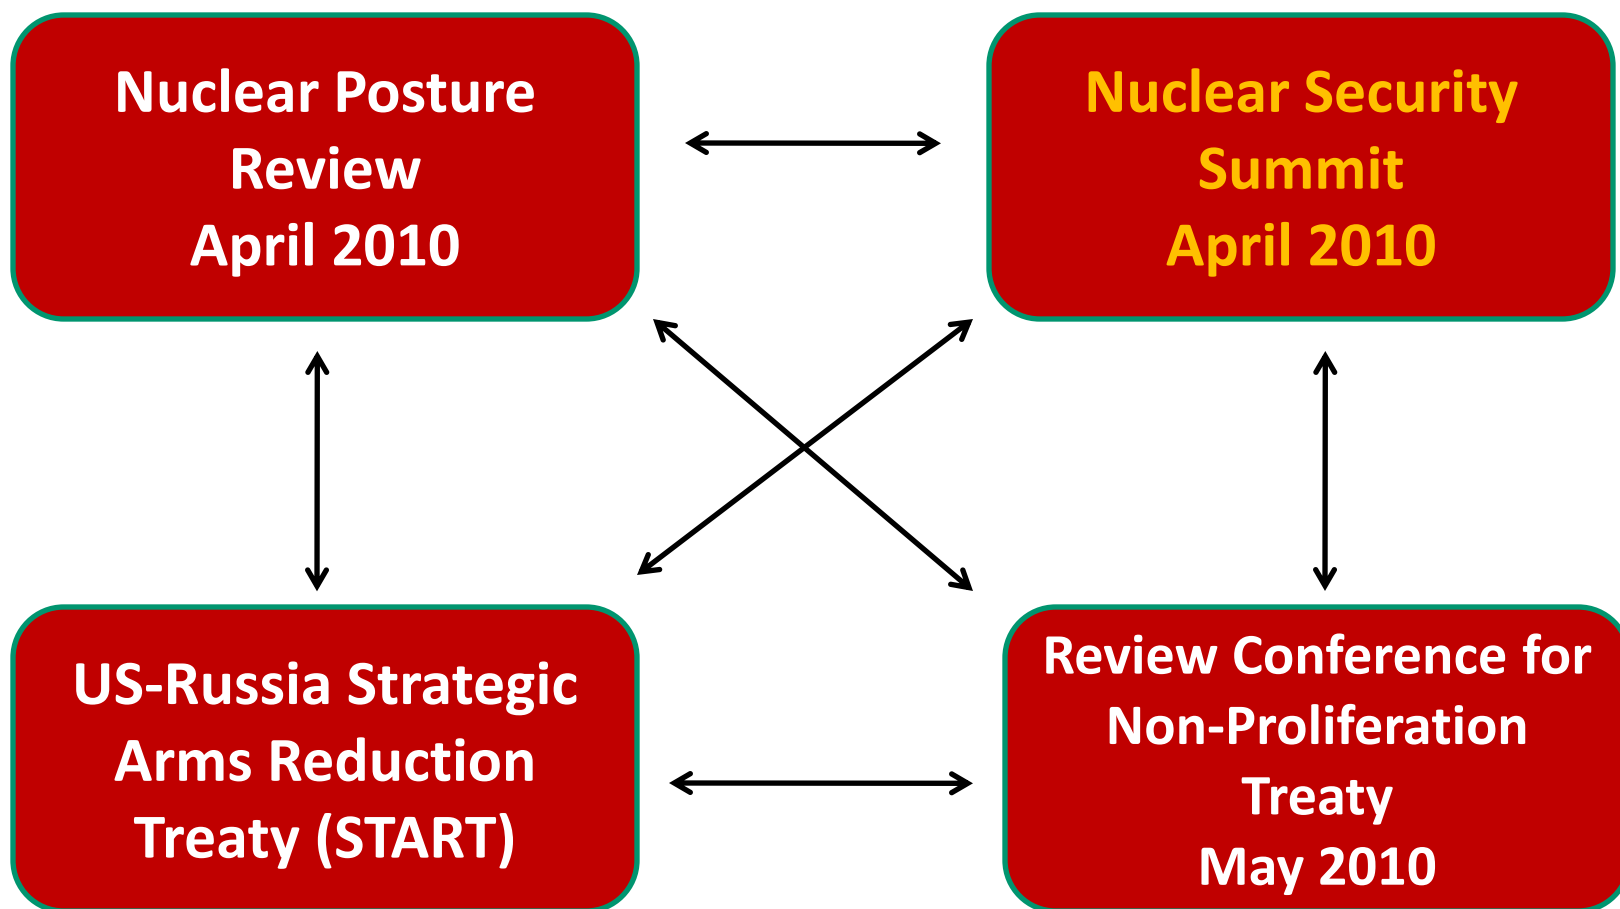 Nuclear Posture
Review
April 2010
Nuclear Security
Summit
April 2010
US-Russia Strategic
Arms Reduction
Treaty (START)
Review Conference for
Non-Proliferation
Treaty
May 2010